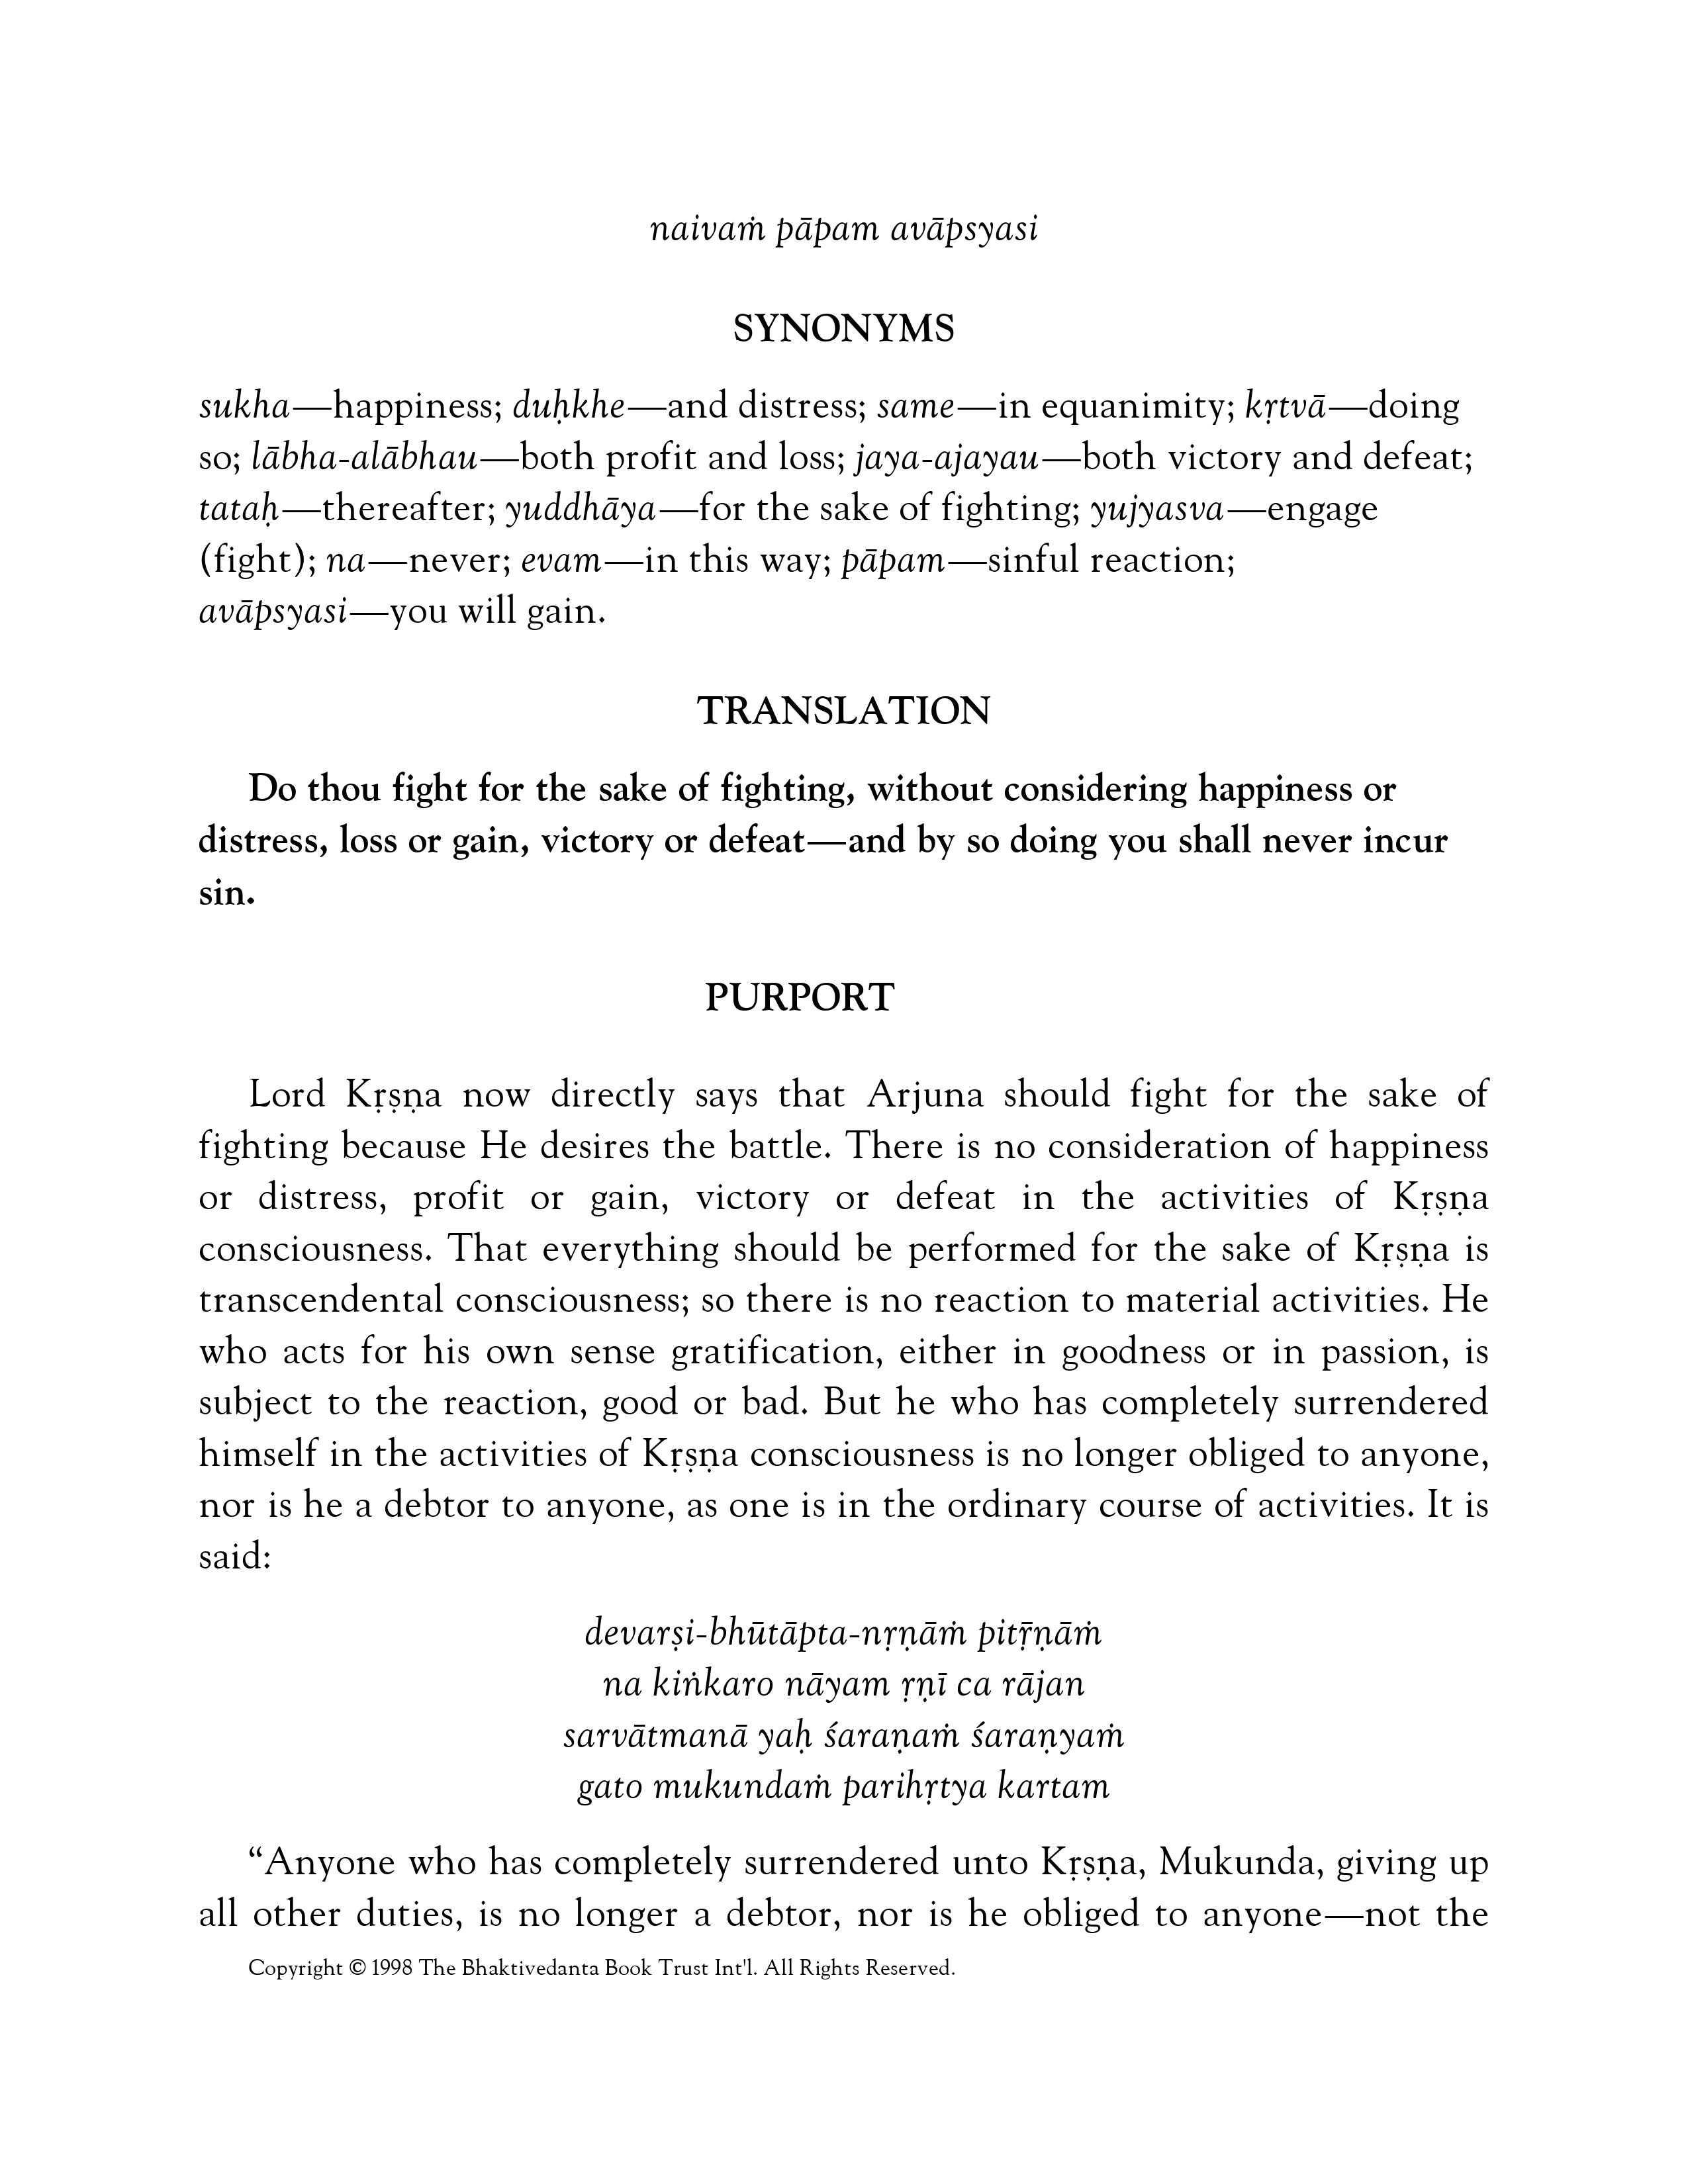 naivaṁ pāpam avāpsyasi
SYNONYMS
sukha—happiness; duḥkhe—and distress; same—in equanimity; kṛtvā—doing
so; lābha-alābhau—both profit and loss; jaya-ajayau—both victory and defeat;
tataḥ—thereafter; yuddhāya—for the sake of fighting; yujyasva—engage
(fight); na—never; evam—in this way; pāpam—sinful reaction;
avāpsyasi—you will gain.
TRANSLATION
Do thou fight for the sake of fighting, without considering happiness or
distress, loss or gain, victory or defeat—and by so doing you shall never incur
sin.
PURPORT
Lord Kṛṣṇa now directly says that Arjuna should fight for the sake of
fighting because He desires the battle. There is no consideration of happiness
or distress, profit or gain, victory or defeat in the activities of Kṛṣṇa
consciousness. That everything should be performed for the sake of Kṛṣṇa is
transcendental consciousness; so there is no reaction to material activities. He
who acts for his own sense gratification, either in goodness or in passion, is
subject to the reaction, good or bad. But he who has completely surrendered
himself in the activities of Kṛṣṇa consciousness is no longer obliged to anyone,
nor is he a debtor to anyone, as one is in the ordinary course of activities. It is
said:
devarṣi-bhūtāpta-nṛṇāṁ pitṝṇāṁ
na kiṅkaro nāyam ṛṇī ca rājan
sarvātmanā yaḥ śaraṇaṁ śaraṇyaṁ
gato mukundaṁ parihṛtya kartam
“Anyone who has completely surrendered unto Kṛṣṇa, Mukunda, giving up
all other duties, is no longer a debtor, nor is he obliged to anyone—not the
Copyright © 1998 The Bhaktivedanta Book Trust Int'l. All Rights Reserved.